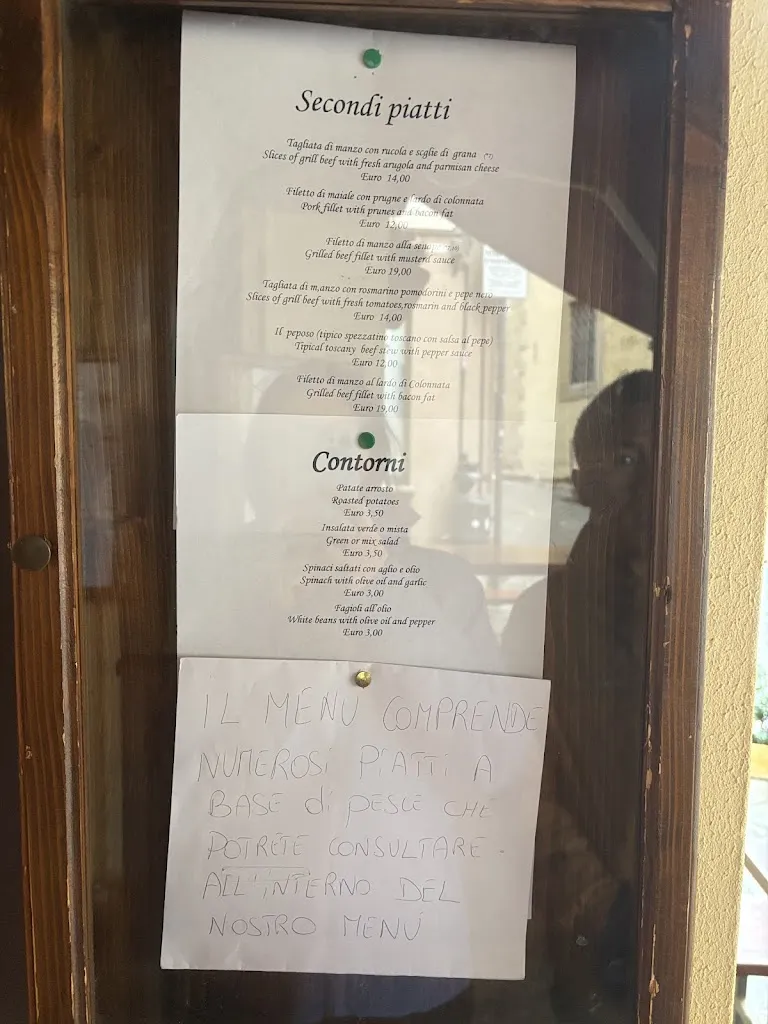 Secondi piatti
Tagliata di manzo con rucola e scglie di grana (*7)
Slices of grill beef with fresh arugola and parmisan cheese
Euro 14,00
Filetto di maiale con prugne e lardo di colonnata
Pork fillet with prunes and bacon fat
Euro 12,00
Filetto di manzo alla senape
Grilled beef fillet with musterd sauce
Euro 19,00
Tagliata di m,anzo con rosmarino pomodorini e pepe nero
Slices of grill beef with fresh tomatoes,rosmarin and black pepper
Euro 14,00
Il peposo (tipico spezzatino toscano con salsa al pepe)
Tipical toscany beef stew with pepper sauce
Euro 12,00
Filetto di manzo al lardo di Colonnata
Grilled beef fillet with bacon fat
Euro 19,00
Contorni
Patate arrosto
Roasted potatoes
Euro 3,50
Insalata verde o mista
Green or mix salad
Euro 3,50
Spinaci saltati con aglio e olio
Spinach with olive oil and garlic
Euro 3,00
Fagioli all'olio
White beans with olive oil and pepper
Euro 3,00
IL MENÙ COMPRENDE
NUMEROSI PIATTI A
BASE di PESCE CHE
POTRETE CONSULTARE
ALL'INTERNO DEL
NOSTRO MENÙ